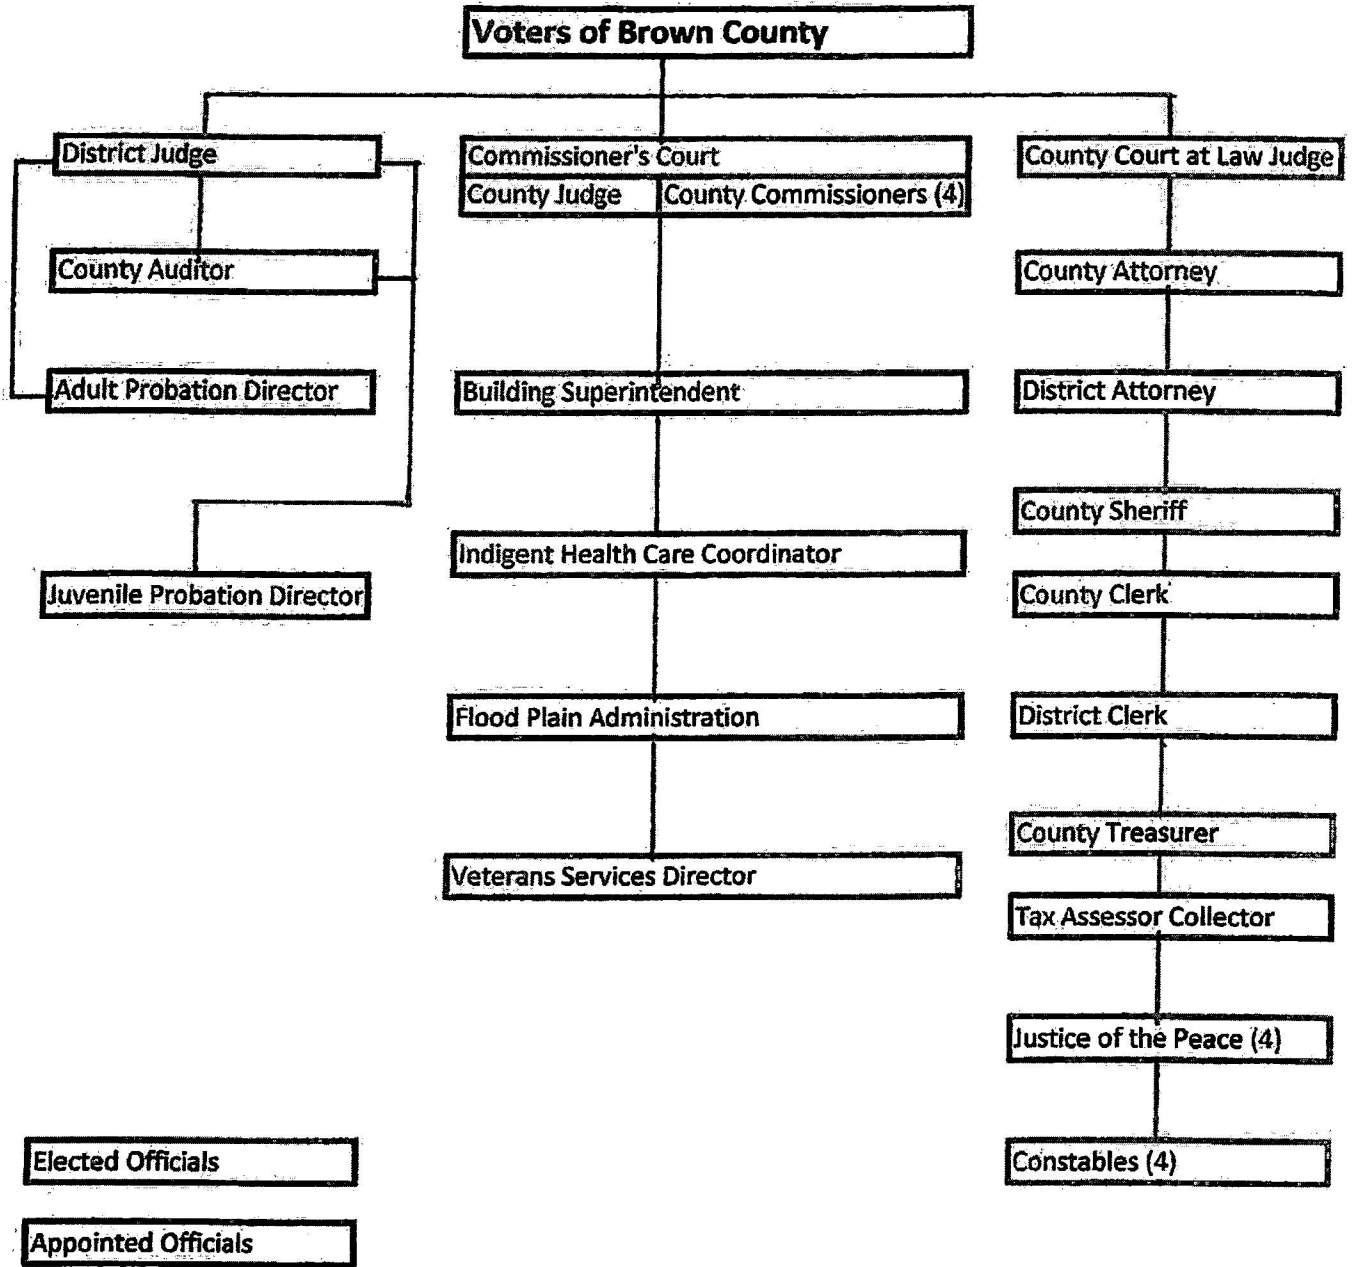 Voters of Brown County
District Judge
County Auditor
Adult Probation Director
Juvenile Probation Director
Commissioner's Court
County Judge
County Commissioners (4)
Building Superintendent
Indigent Health Care Coordinator
Flood Plain Administration
Veterans Services Director
County Court at Law Judge
County Attorney
District Attorney
County Sheriff
County Clerk
District Clerk
County Treasurer
Tax Assessor Collector
Justice of the Peace (4)
Constables (4)
Elected Officials
Appointed Officials